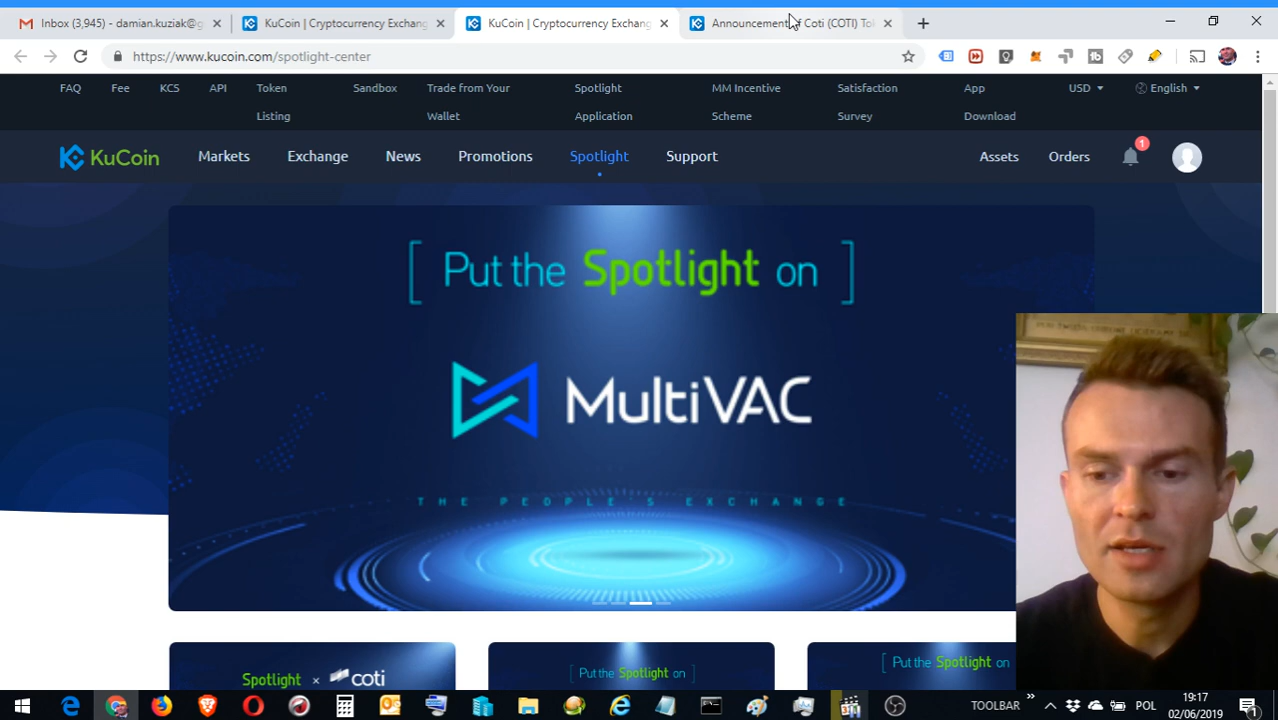 Inbox (3,945) - damian.kuziak@g
KuCoin | Cryptocurrency Exchang
KuCoin | Cryptocurrency Exchang
Announcement of Coti (COTI) To
https://www.kucoin.com/spotlight-center
FAQ Fee KCS API Token Listing Sandbox Trade from Your Wallet Spotlight Application MM Incentive Scheme Satisfaction Survey App Download USD English
KuCoin Markets Exchange News Promotions Spotlight Support Assets Orders 1
[ Put the Spotlight on ]
MultiVAC
THE PEOPLE'S EXCHANGE
Spotlight × coti
[ Put the Spotlight on ]
[ Put the Spotlight on
TOOLBAR » POL 19:17
02/06/2019 1